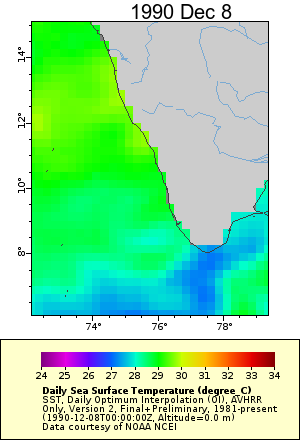 1990 Dec 8
14°
12°
10°
8°
74°
76°
78°
24 25 26 27 28 29 30 31 32 33 34
Daily Sea Surface Temperature (degree_C)
SST, Daily Optimum Interpolation (OI), AVHRR
Only, Version 2, Final+Preliminary, 1981-present
(1990-12-08T00:00:00Z, Altitude=0.0 m)
Data courtesy of NOAA NCEI